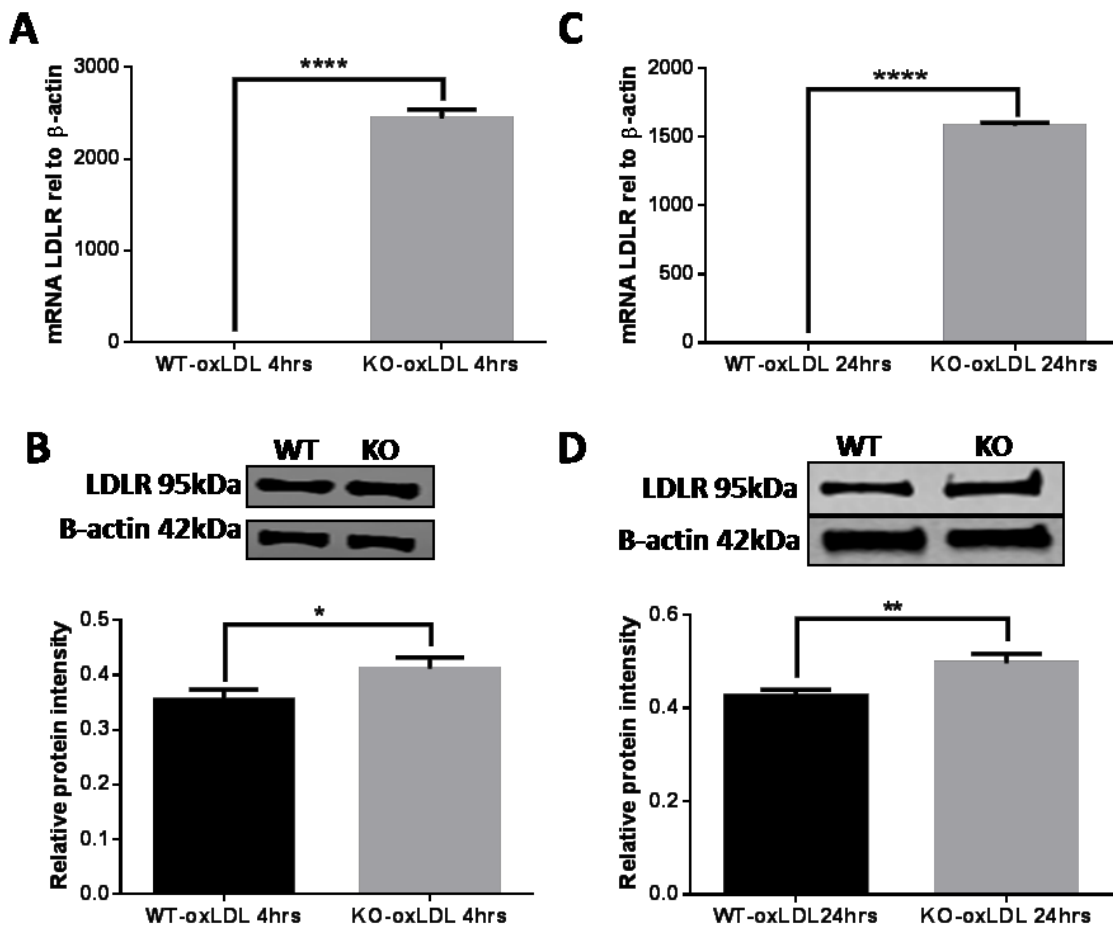 A
mRNA LDLR rel to β-actin
3000
2000
1000
0
****
WT-oxLDL 4hrs KO-oxLDL 4hrs
C
mRNA LDLR rel to β-actin
2000
1500
1000
500
0
****
WT-oxLDL 24hrs KO-oxLDL 24hrs
B
WT KO
LDLR 95kDa
B-actin 42kDa
Relative protein intensity
0.5
0.4
0.3
0.2
0.1
0.0
*
WT-oxLDL 4hrs KO-oxLDL 4hrs
D
WT KO
LDLR 95kDa
B-actin 42kDa
Relative protein intensity
0.6
0.4
0.2
0.0
**
WT-oxLDL24hrs KO-oxLDL 24hrs